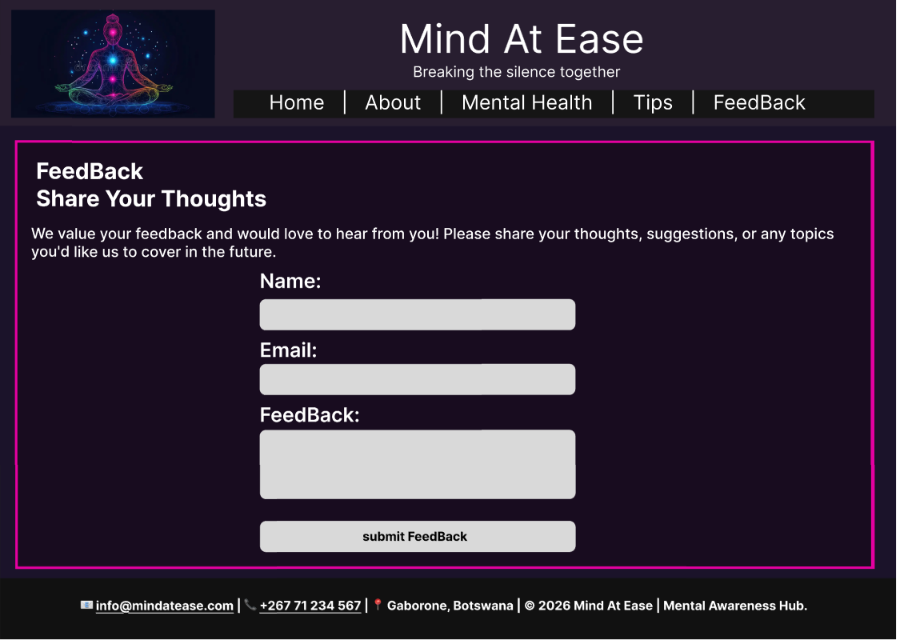 Mind At Ease
Breaking the silence together
Home | About | Mental Health | Tips | FeedBack
FeedBack
Share Your Thoughts
We value your feedback and would love to hear from you! Please share your thoughts, suggestions, or any topics
you'd like us to cover in the future.
Name:
Email:
FeedBack:
submit FeedBack
📧 info@mindatease.com | 📞 +267 71 234 567 | 📍 Gaborone, Botswana | © 2026 Mind At Ease | Mental Awareness Hub.